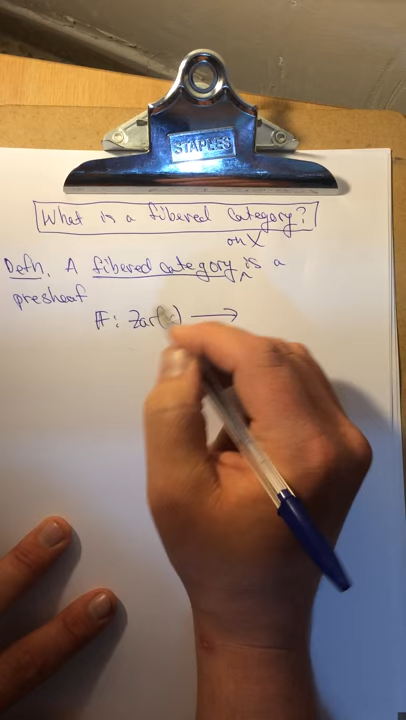 STAPLES
What is a fibered category?
on X
Defn. A fibered category ^ is a
presheaf
F: Zar(x) →